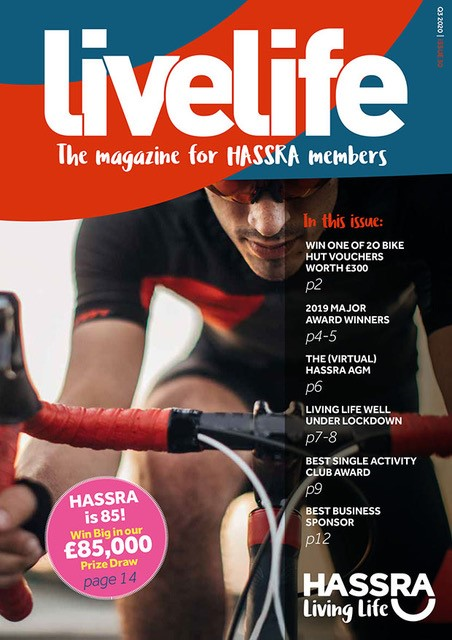 Q3 2020 |
livelife
The magazine for HASSRA members
In this issue:
WIN ONE OF 20 BIKE
HUT VOUCHERS
WORTH £300
p2
2019 MAJOR
AWARD WINNERS
p4-5
THE (VIRTUAL)
HASSRA AGM
p6
LIVING LIFE WELL
UNDER LOCKDOWN
p7-8
BEST SINGLE ACTIVITY
CLUB AWARD
p9
BEST BUSINESS
SPONSOR
p12
HASSRA
is 85!
Win Big in our
£85,000
Prize Draw
page 14
HASSRA
Living Life